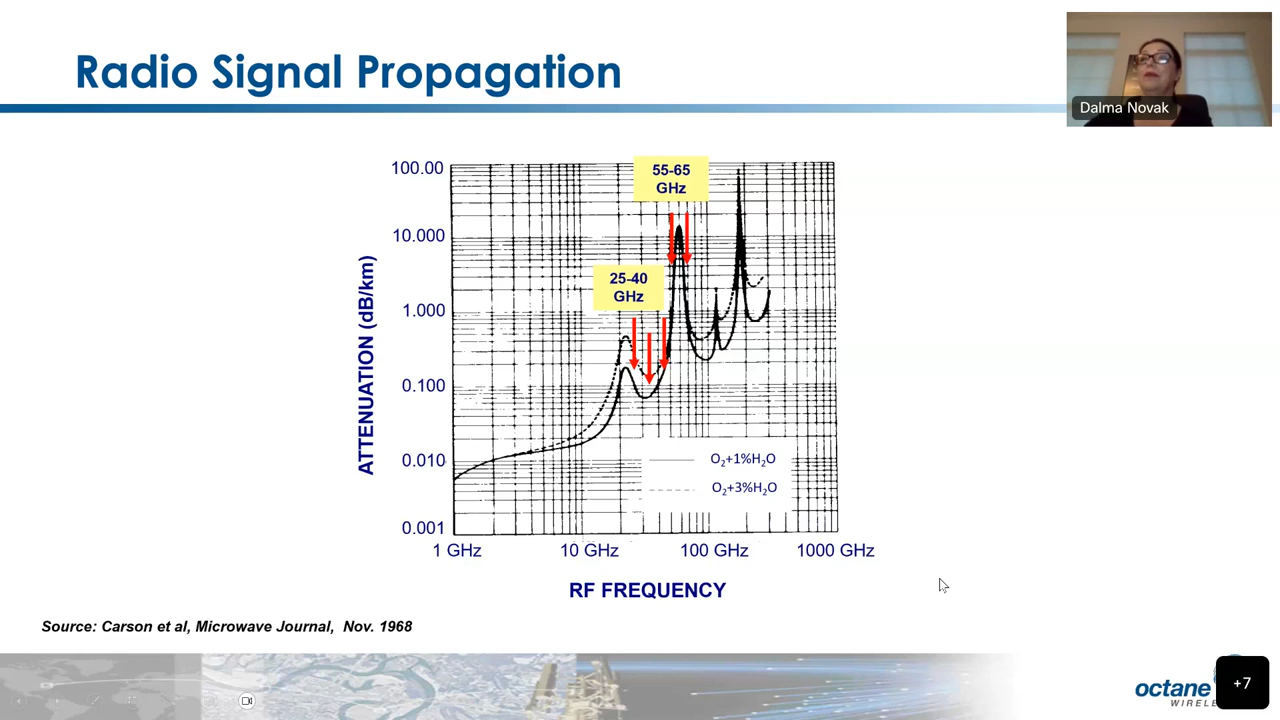 Radio Signal Propagation
Dalma Novak
55-65
GHz
25-40
GHz
100.00
10.000
1.000
0.100
0.010
0.001
ATTENUATION (dB/km)
O₂+1%H₂O
O₂+3%H₂O
1 GHz
10 GHz
100 GHz
1000 GHz
RF FREQUENCY
Source: Carson et al, Microwave Journal, Nov. 1968
octane
+7